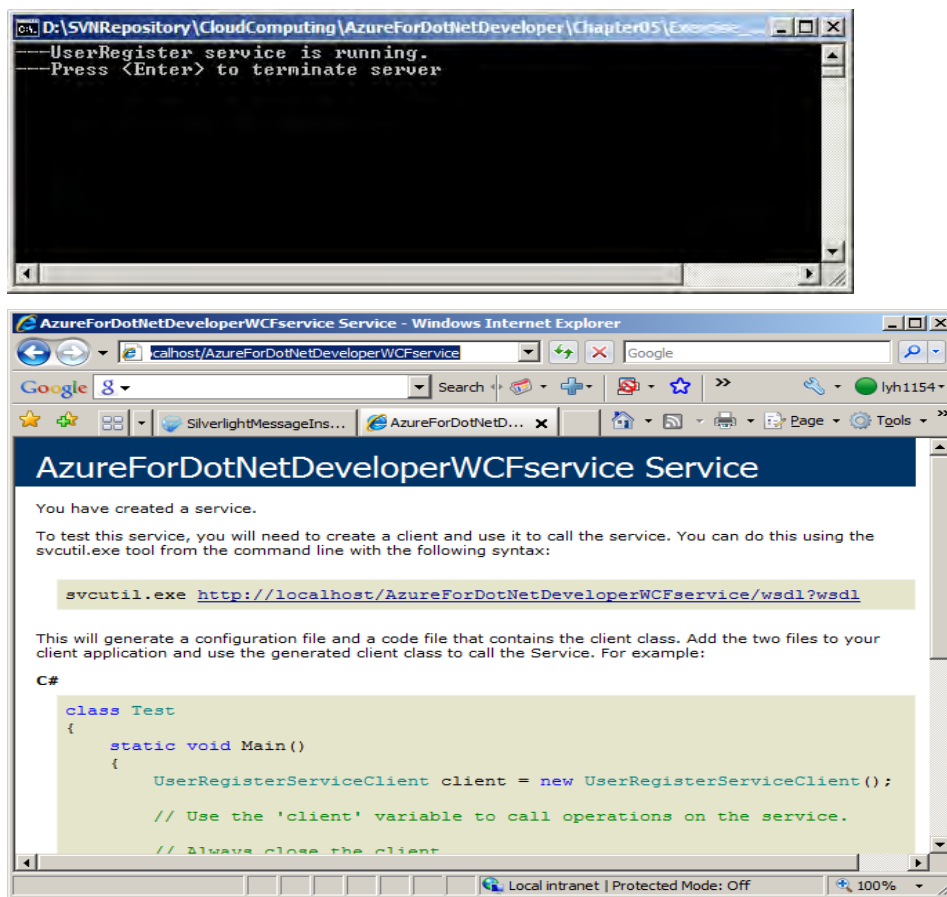 D:\SVNRepository\CloudComputing\AzureForDotNetDeveloper\Chapter05\
---UserRegister service is running.
---Press <Enter> to terminate server
AzureForDotNetDeveloperWCFservice Service - Windows Internet Explorer
calhost/AzureForDotNetDeveloperWCFservice
Google
Google
Search
lyh1154
SilverlightMessageIns...
AzureForDotNetD...
Page
Tools
AzureForDotNetDeveloperWCFservice Service
You have created a service.
To test this service, you will need to create a client and use it to call the service. You can do this using the
svcutil.exe tool from the command line with the following syntax:
svcutil.exe http://localhost/AzureForDotNetDeveloperWCFservice/wsdl?wsdl
This will generate a configuration file and a code file that contains the client class. Add the two files to your
client application and use the generated client class to call the Service. For example:
C#
class Test
{
static void Main()
{
UserRegisterServiceClient client = new UserRegisterServiceClient();
// Use the 'client' variable to call operations on the service.
// Always close the client
Local intranet | Protected Mode: Off
100%